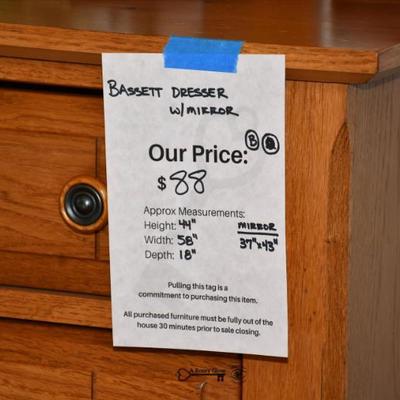 BASSETT DRESSER
W/MIRROR
B
Our Price:
$88
Approx Measurements:
Height: 44"
Width: 58"
Depth: 18"
MIRROR
37"x43"
Pulling this tag is a
commitment to purchasing this item.
All purchased furniture must be fully out of the
house 30 minutes prior to sale closing.